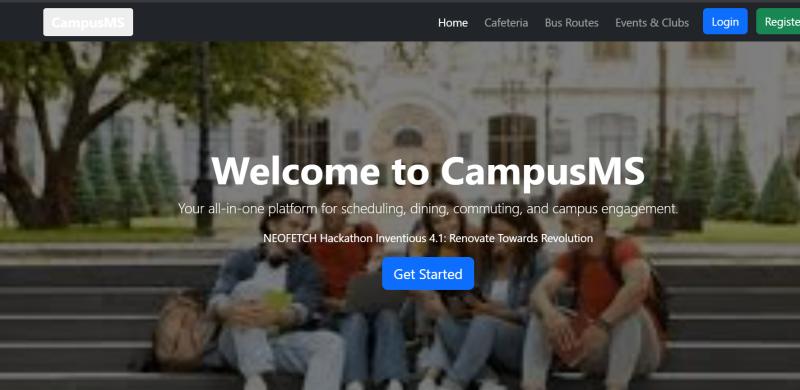 CampusMS
Home Cafeteria Bus Routes Events & Clubs Login Registe
Welcome to CampusMS
Your all-in-one platform for scheduling, dining, commuting, and campus engagement.
NEOFETCH Hackathon Inventious 4.1: Renovate Towards Revolution
Get Started